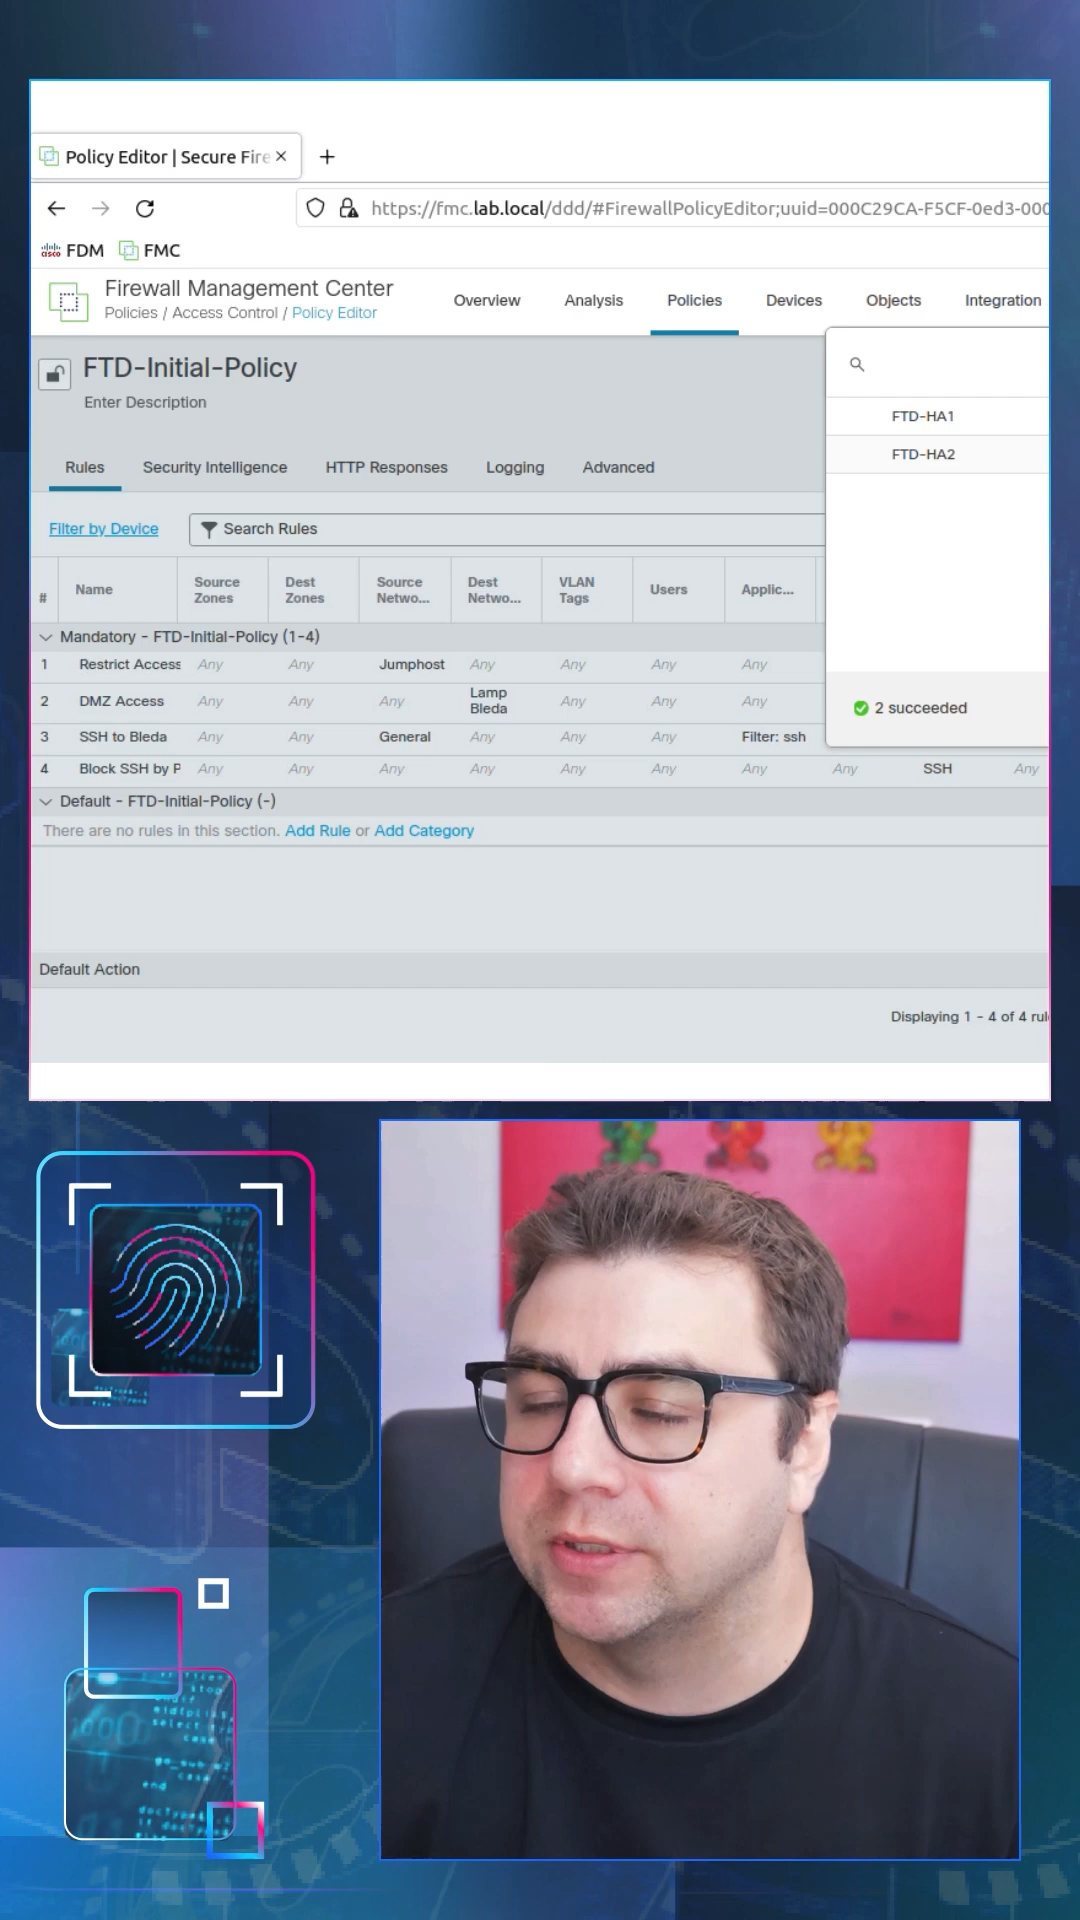 Policy Editor | Secure Fire
https://fmc.lab.local/ddd/#FirewallPolicyEditor;uuid=000C29CA-F5CF-0ed3-000
cisco FDM FMC
Firewall Management Center
Policies / Access Control / Policy Editor
Overview Analysis Policies Devices Objects Integration
FTD-Initial-Policy
Enter Description
FTD-HA1
FTD-HA2
2 succeeded
Rules Security Intelligence HTTP Responses Logging Advanced
Filter by Device Search Rules
# Name Source Zones Dest Zones Source Netwo... Dest Netwo... VLAN Tags Users Applic...
Mandatory - FTD-Initial-Policy (1-4)
1 Restrict Access Any Any Jumphost Any Any Any Any
2 DMZ Access Any Any Any Lamp Bleda Any Any Any
3 SSH to Bleda Any Any General Any Any Any Filter: ssh
4 Block SSH by P Any Any Any Any Any Any Any Any SSH Any
Default - FTD-Initial-Policy (-)
There are no rules in this section. Add Rule or Add Category
Default Action
Displaying 1 - 4 of 4 rul